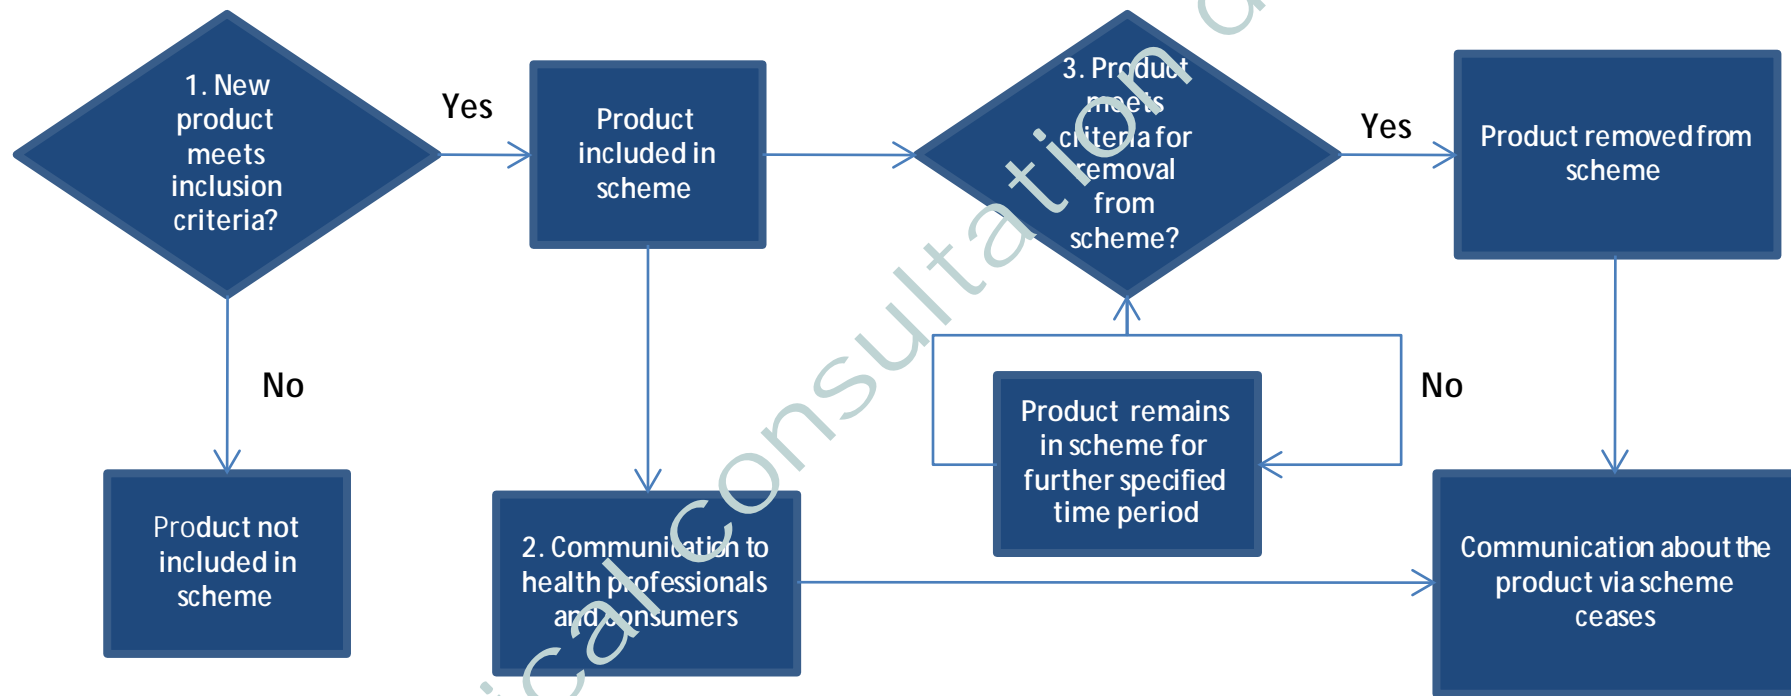 1. New
product
meets
inclusion
criteria?
Yes
Product
included in
scheme
3. Product
meets
criteria for
removal
from
scheme?
Yes
Product removed from
scheme
No
Product not
included in
scheme
2. Communication to
health professionals
and consumers
Product remains
in scheme for
further specified
time period
No
Communication about the
product via scheme
ceases
ical consultation